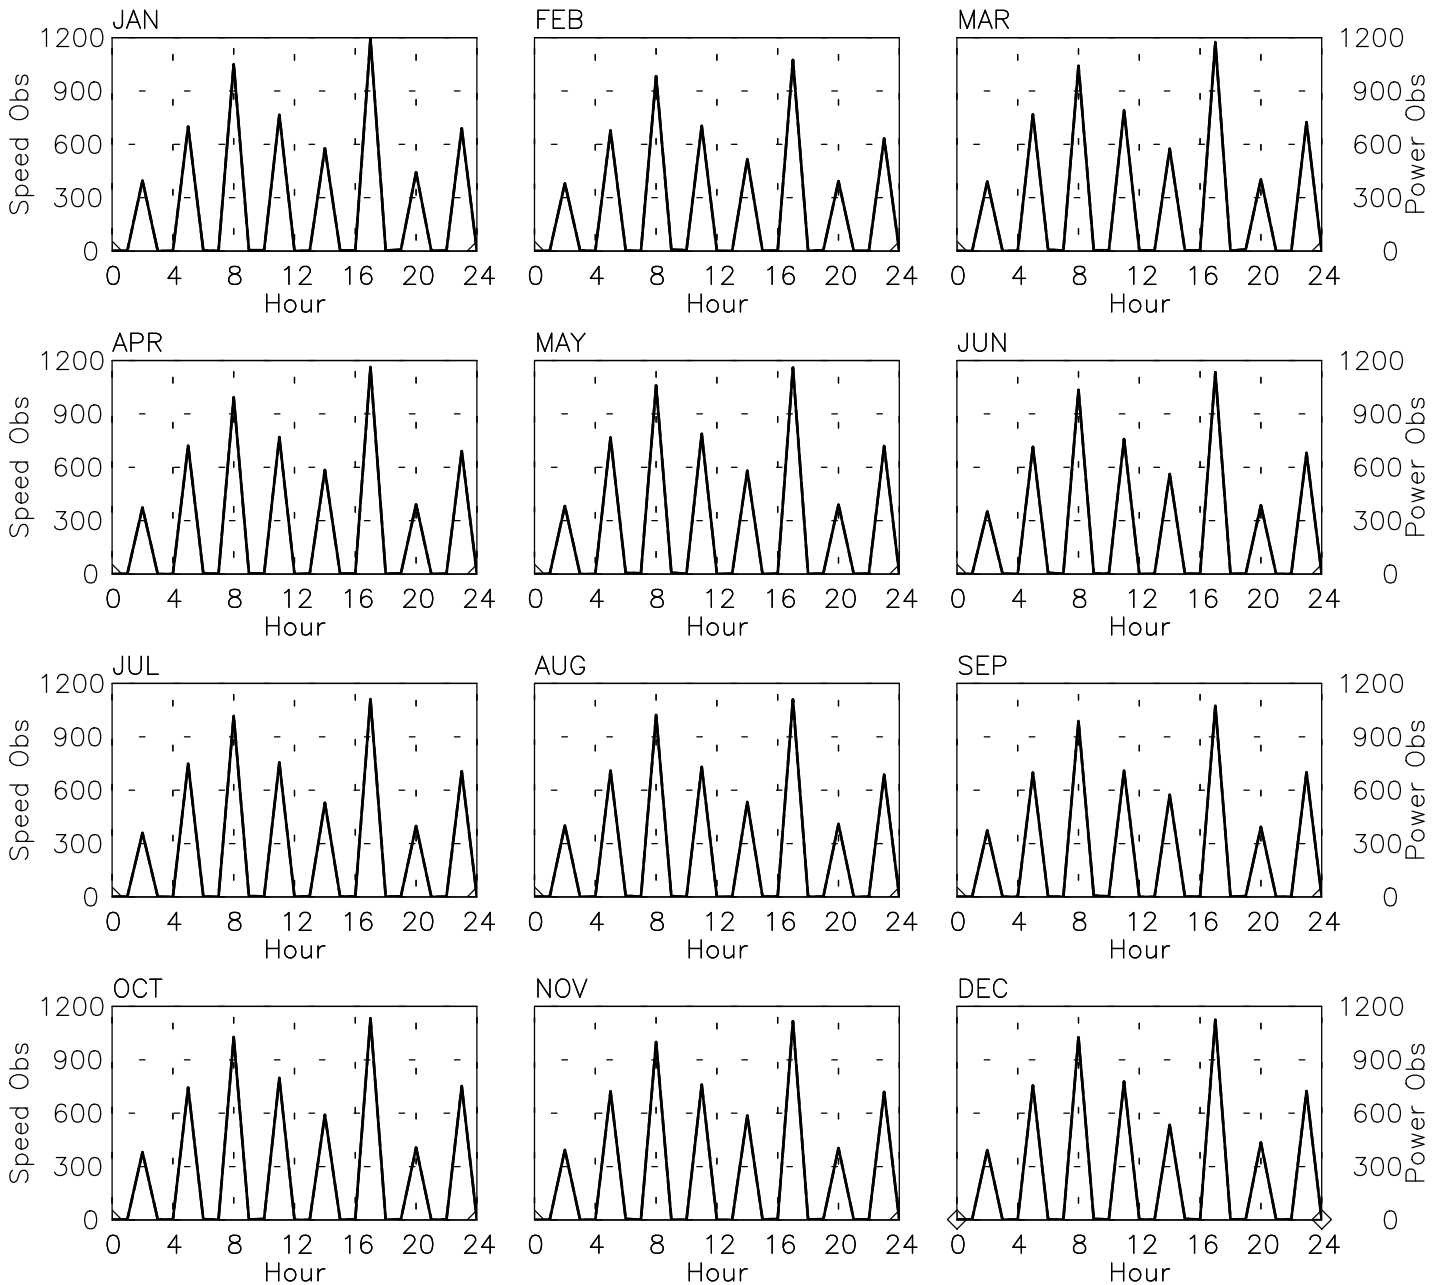 JAN FEB MAR
1200 1200
900 900
600 600
300 300
0 0
Speed Obs Power Obs
0 4 8 12 16 20 24 0 4 8 12 16 20 24 0 4 8 12 16 20 24
Hour Hour Hour
APR MAY JUN
1200 1200
900 900
600 600
300 300
0 0
Speed Obs Power Obs
0 4 8 12 16 20 24 0 4 8 12 16 20 24 0 4 8 12 16 20 24
Hour Hour Hour
JUL AUG SEP
1200 1200
900 900
600 600
300 300
0 0
Speed Obs Power Obs
0 4 8 12 16 20 24 0 4 8 12 16 20 24 0 4 8 12 16 20 24
Hour Hour Hour
OCT NOV DEC
1200 1200
900 900
600 600
300 300
0 0
Speed Obs Power Obs
0 4 8 12 16 20 24 0 4 8 12 16 20 24 0 4 8 12 16 20 24
Hour Hour Hour